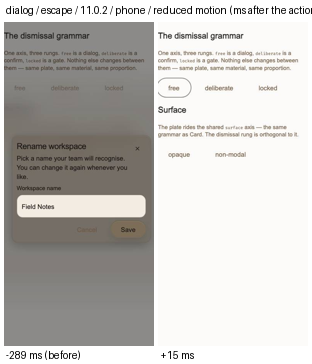 dialog / escape / 11.0.2 / phone / reduced motion (ms after the action
The dismissal grammar
One axis, three rungs. free is a dialog, deliberate is a
confirm, locked is a gate. Nothing else changes between
them — same plate, same material, same proportion.
free deliberate locked
Rename workspace
×
Pick a name your team will recognise.
You can change it again whenever you
like.
Workspace name
Field Notes
Cancel Save
-289 ms (before)
The dismissal grammar
One axis, three rungs. free is a dialog, deliberate is a
confirm, locked is a gate. Nothing else changes between
them — same plate, same material, same proportion.
free deliberate locked
Surface
The plate rides the shared surface axis — the same
grammar as Card. The dismissal rung is orthogonal to it.
opaque non-modal
+15 ms